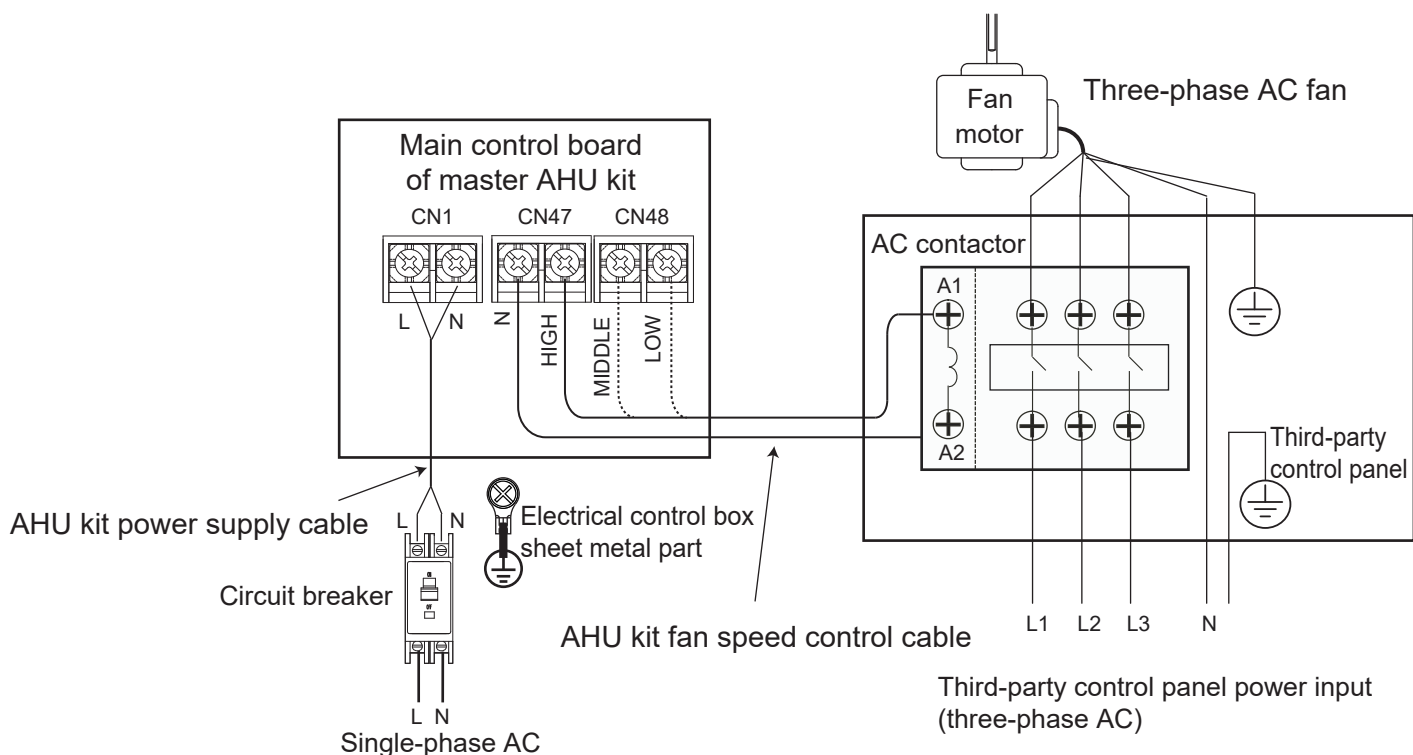 Fan
motor
Three-phase AC fan
Main control board
of master AHU kit
CN1
CN47
CN48
L
N
N
HIGH
MIDDLE
LOW
AC contactor
A1
A2
Third-party
control panel
AHU kit power supply cable
L
N
Electrical control box
sheet metal part
Circuit breaker
ON
OFF
AHU kit fan speed control cable
L1
L2
L3
N
Third-party control panel power input
(three-phase AC)
L
N
Single-phase AC